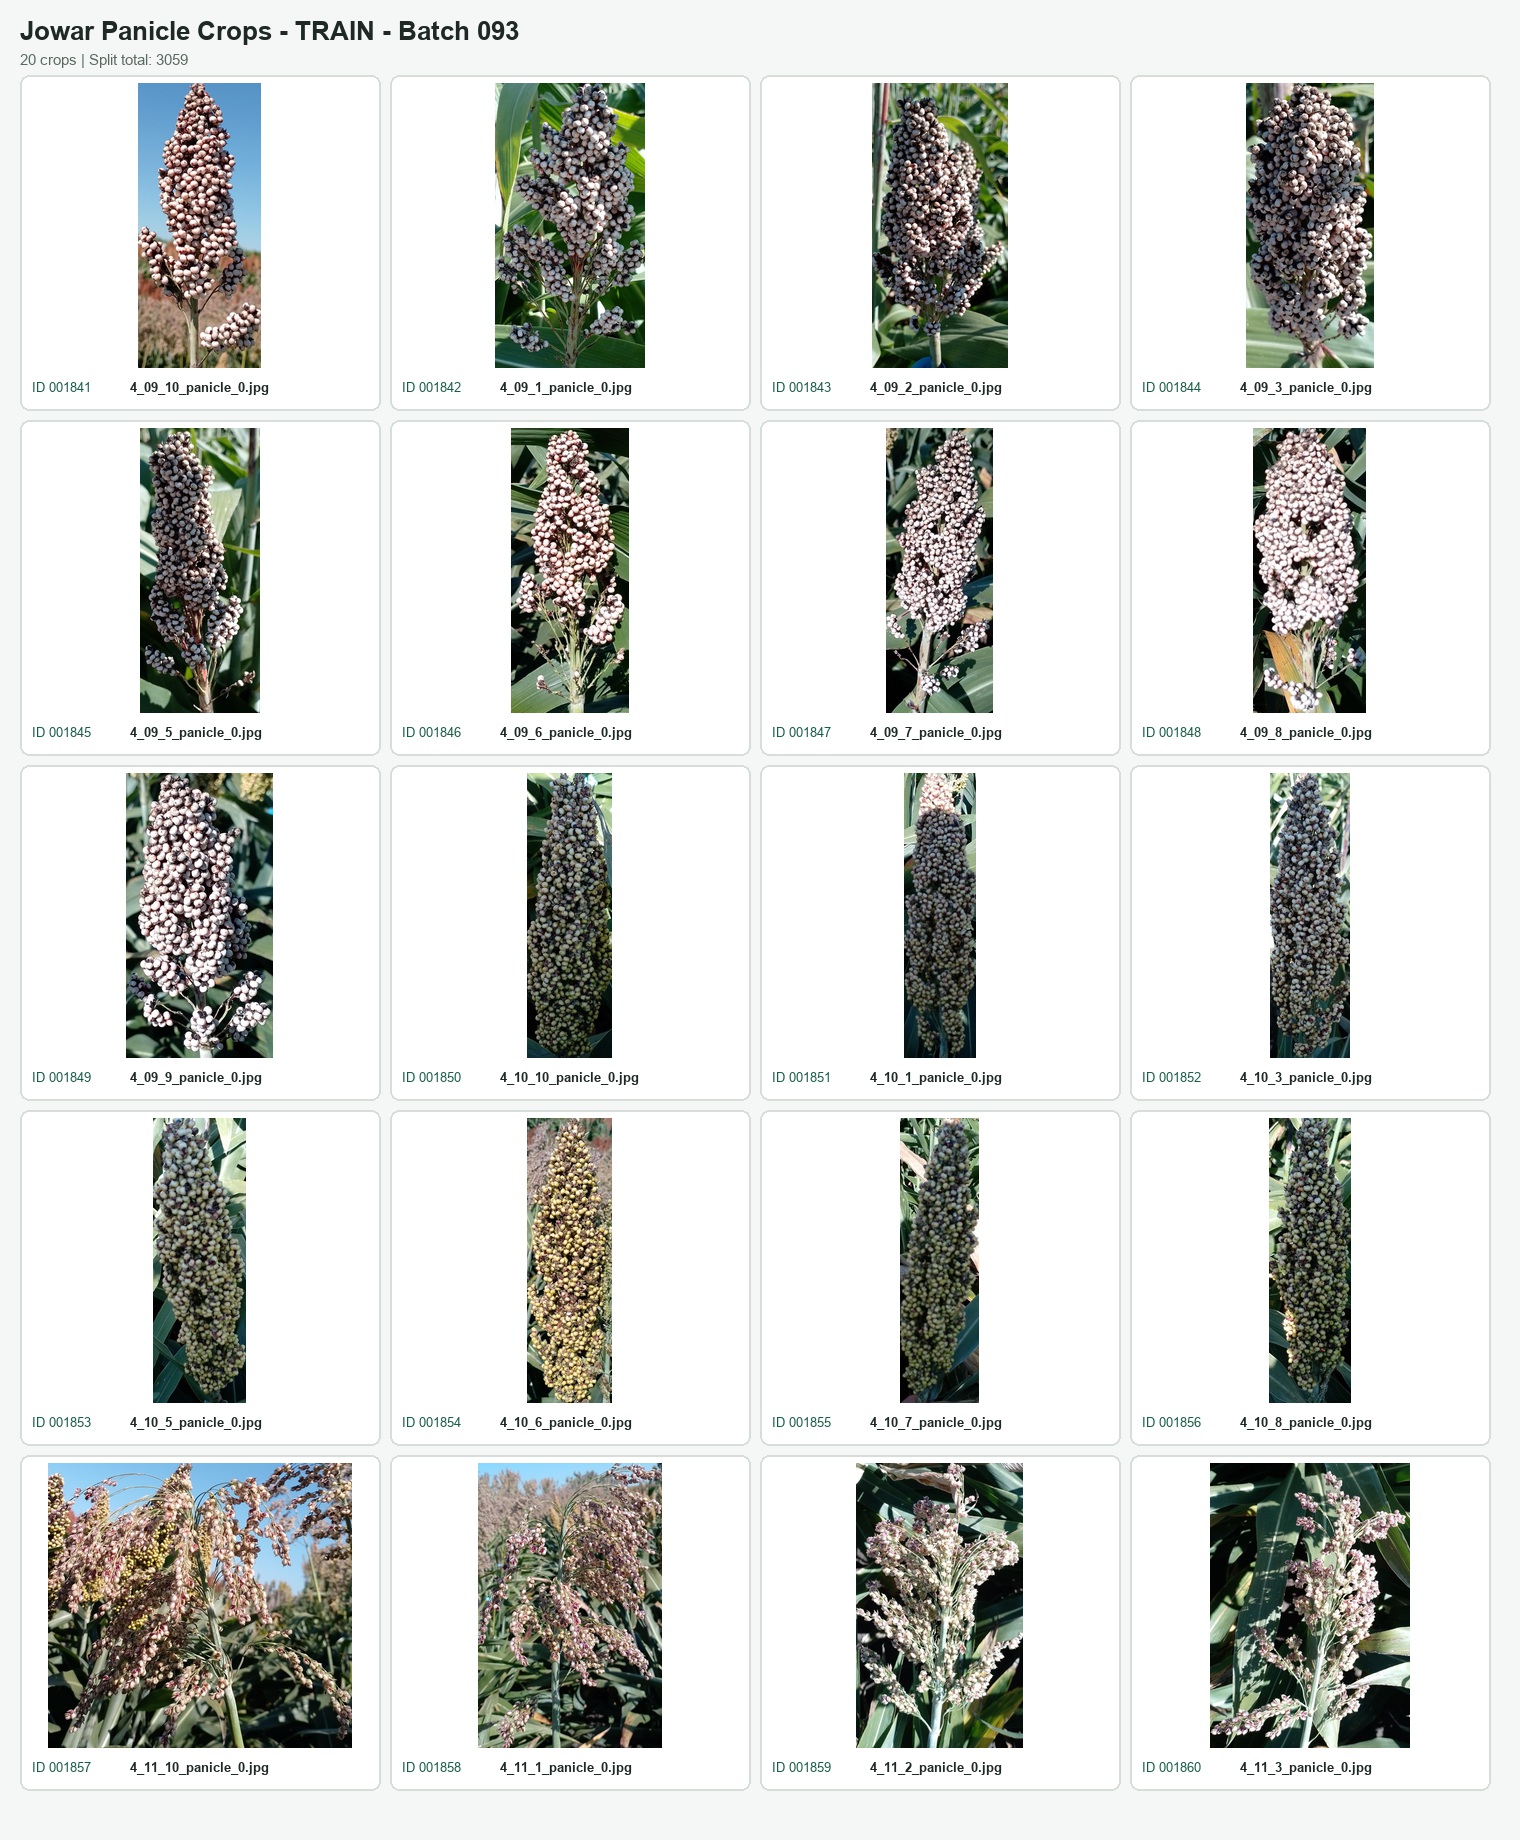 Jowar Panicle Crops - TRAIN - Batch 093
20 crops | Split total: 3059
ID 001841 4_09_10_panicle_0.jpg
ID 001842 4_09_1_panicle_0.jpg
ID 001843 4_09_2_panicle_0.jpg
ID 001844 4_09_3_panicle_0.jpg
ID 001845 4_09_5_panicle_0.jpg
ID 001846 4_09_6_panicle_0.jpg
ID 001847 4_09_7_panicle_0.jpg
ID 001848 4_09_8_panicle_0.jpg
ID 001849 4_09_9_panicle_0.jpg
ID 001850 4_10_10_panicle_0.jpg
ID 001851 4_10_1_panicle_0.jpg
ID 001852 4_10_3_panicle_0.jpg
ID 001853 4_10_5_panicle_0.jpg
ID 001854 4_10_6_panicle_0.jpg
ID 001855 4_10_7_panicle_0.jpg
ID 001856 4_10_8_panicle_0.jpg
ID 001857 4_11_10_panicle_0.jpg
ID 001858 4_11_1_panicle_0.jpg
ID 001859 4_11_2_panicle_0.jpg
ID 001860 4_11_3_panicle_0.jpg